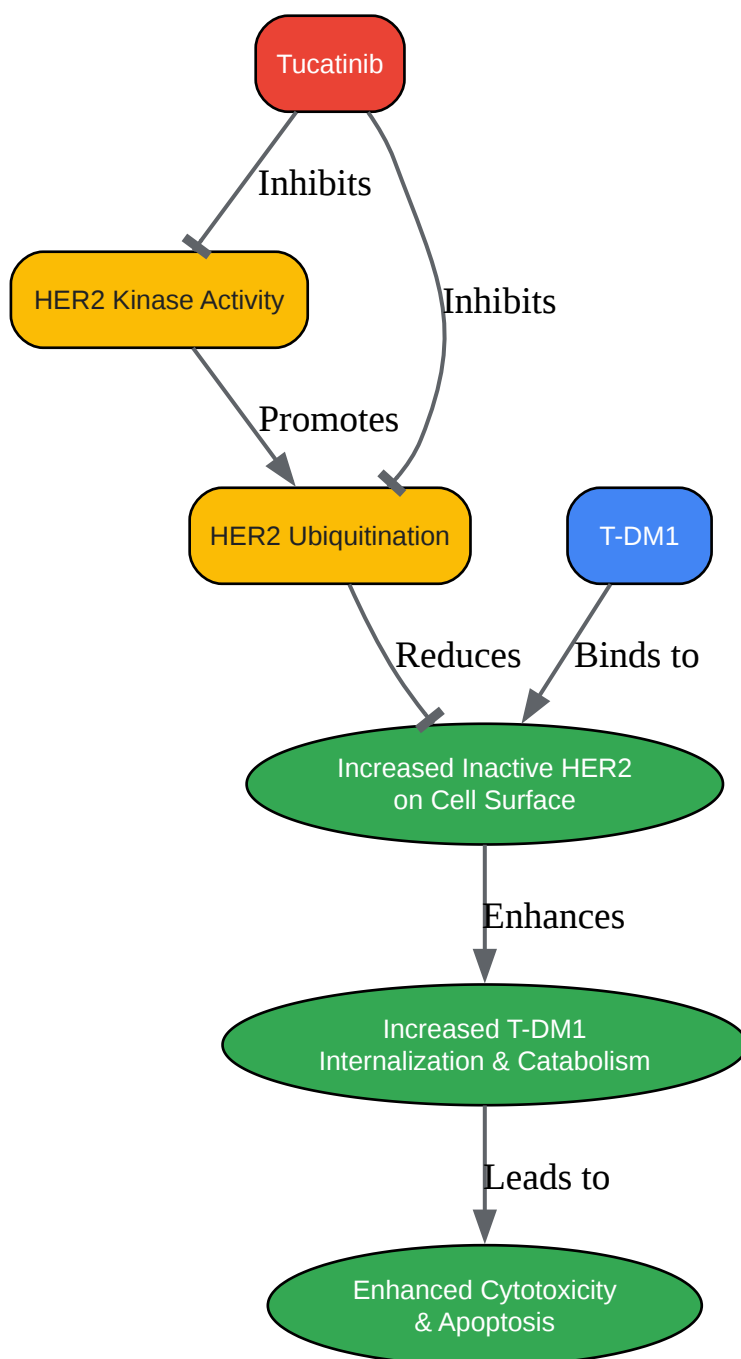 Tucatinib
Inhibits
HER2 Kinase Activity
Inhibits
Promotes
HER2 Ubiquitination
T-DM1
Reduces
Binds to
Increased Inactive HER2
on Cell Surface
Enhances
Increased T-DM1
Internalization & Catabolism
Leads to
Enhanced Cytotoxicity
& Apoptosis